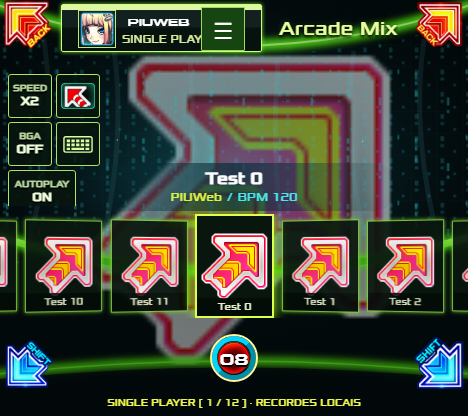 BACK
PIUWEB
SINGLE PLAY
Arcade Mix
BACK
SPEED
X2
BGA
OFF
AUTOPLAY
ON
Test 0
PIUWeb / BPM 120
Test 10
Test 11
Test 0
Test 1
Test 2
SHIFT
08
SHIFT
SINGLE PLAYER [ 1 / 12 ] · RECORDES LOCAIS